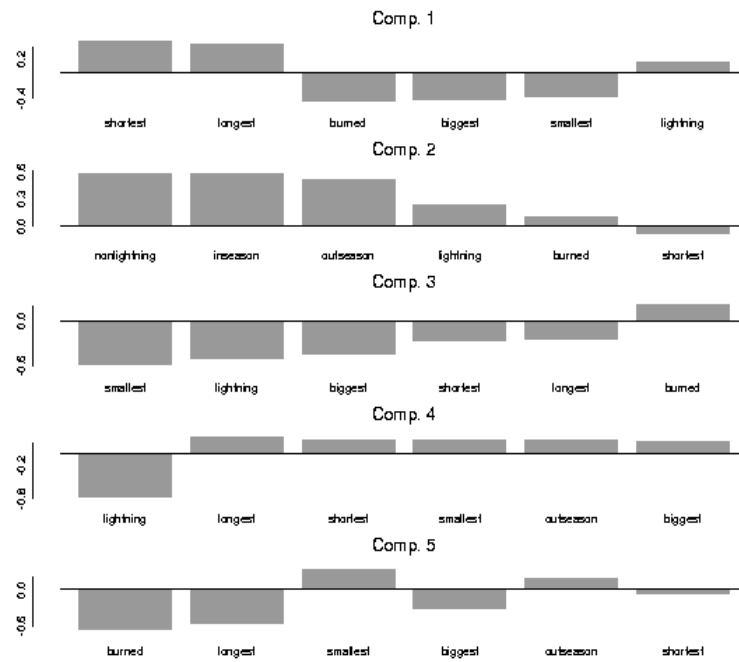 Comp. 1
0.2
-0.4
shortest longest burned biggest smallest lightning
Comp. 2
0.6
0.3
0.0
nonlightning inseason outseason lightning burned shortest
Comp. 3
0.0
-0.6
smallest lightning biggest shortest longest burned
Comp. 4
-0.2
-0.8
lightning longest shortest smallest outseason biggest
Comp. 5
0.0
-0.6
burned longest smallest biggest outseason shortest